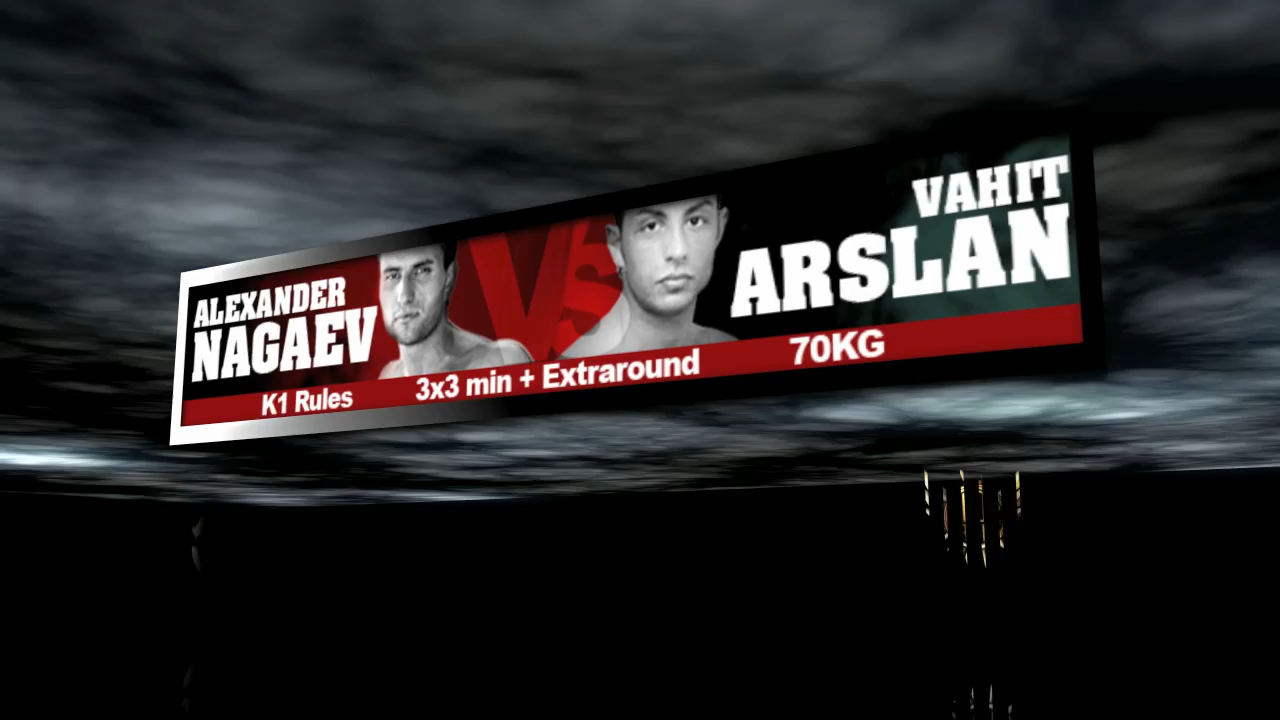 ALEXANDER
NAGAEV
VS
VAHIT
ARSLAN
K1 Rules 3x3 min + Extraround 70KG